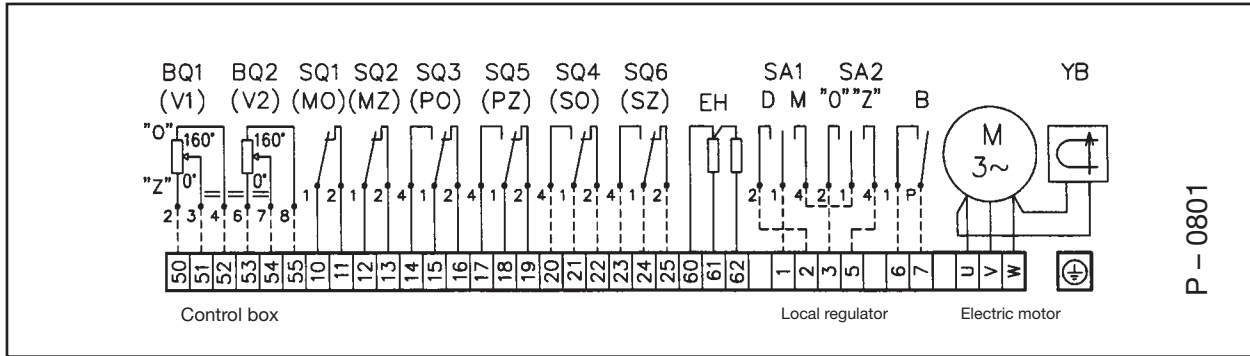 BQ1 BQ2 SQ1 SQ2 SQ3 SQ5 SQ4 SQ6 SA1 SA2 YB
(V1) (V2) (MO) (MZ) (PO) (PZ) (SO) (SZ) EH D M "O" "Z" B
"O" 160° 160° M
3~
"Z" 0° 0° 1 2 1 2 4 1 2 4 1 2 4 1 2 4 1 2 2 1 4 2 1 4 1 P
2 3 4 6 7 8
50 51 52 53 54 55 10 11 12 13 14 15 16 17 18 19 20 21 22 23 24 25 60 61 62 1 2 3 5 6 7 U V W
Control box Local regulator Electric motor
P – 0801